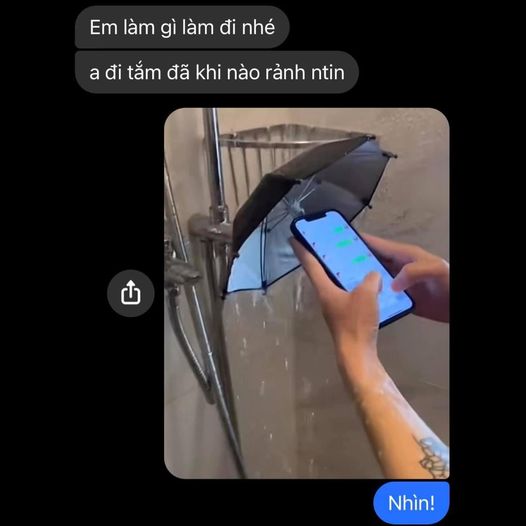 Em làm gì làm đi nhé
a đi tắm đã khi nào rảnh ntin
Nhìn!